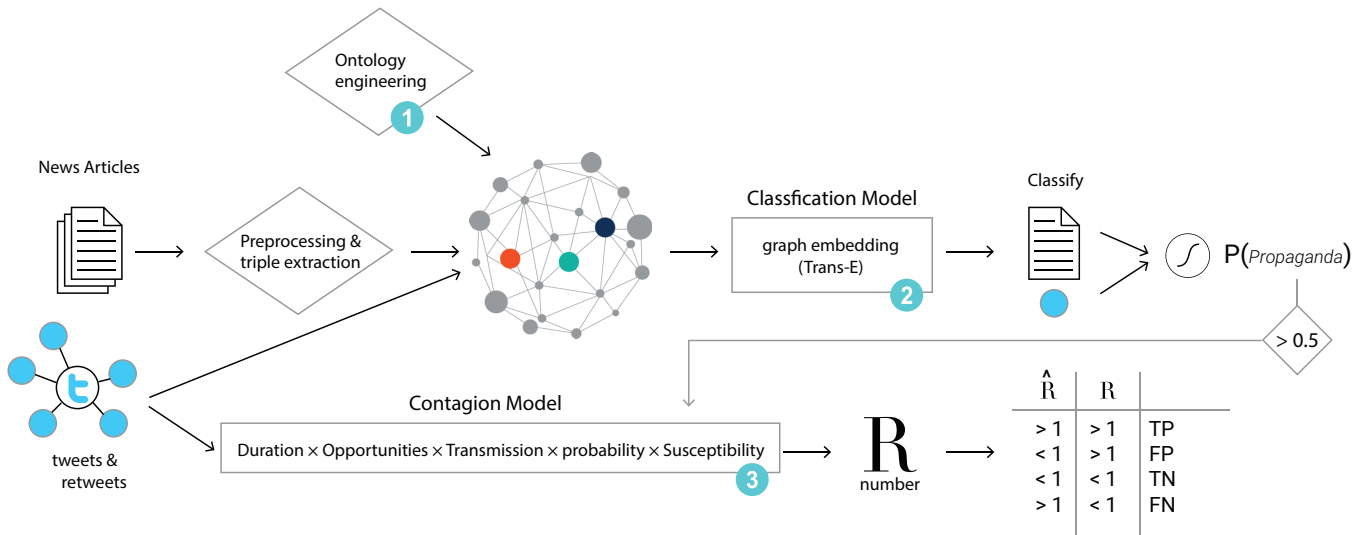 Ontology
engineering
1
News Articles
Preprocessing &
triple extraction
Classfication Model
graph embedding
(Trans-E)
2
Classify
P(Propaganda)
> 0.5
t
tweets &
retweets
Contagion Model
Duration × Opportunities × Transmission × probability × Susceptibility
3
R
number
R̂ R
> 1 > 1 TP
< 1 > 1 FP
< 1 < 1 TN
> 1 < 1 FN